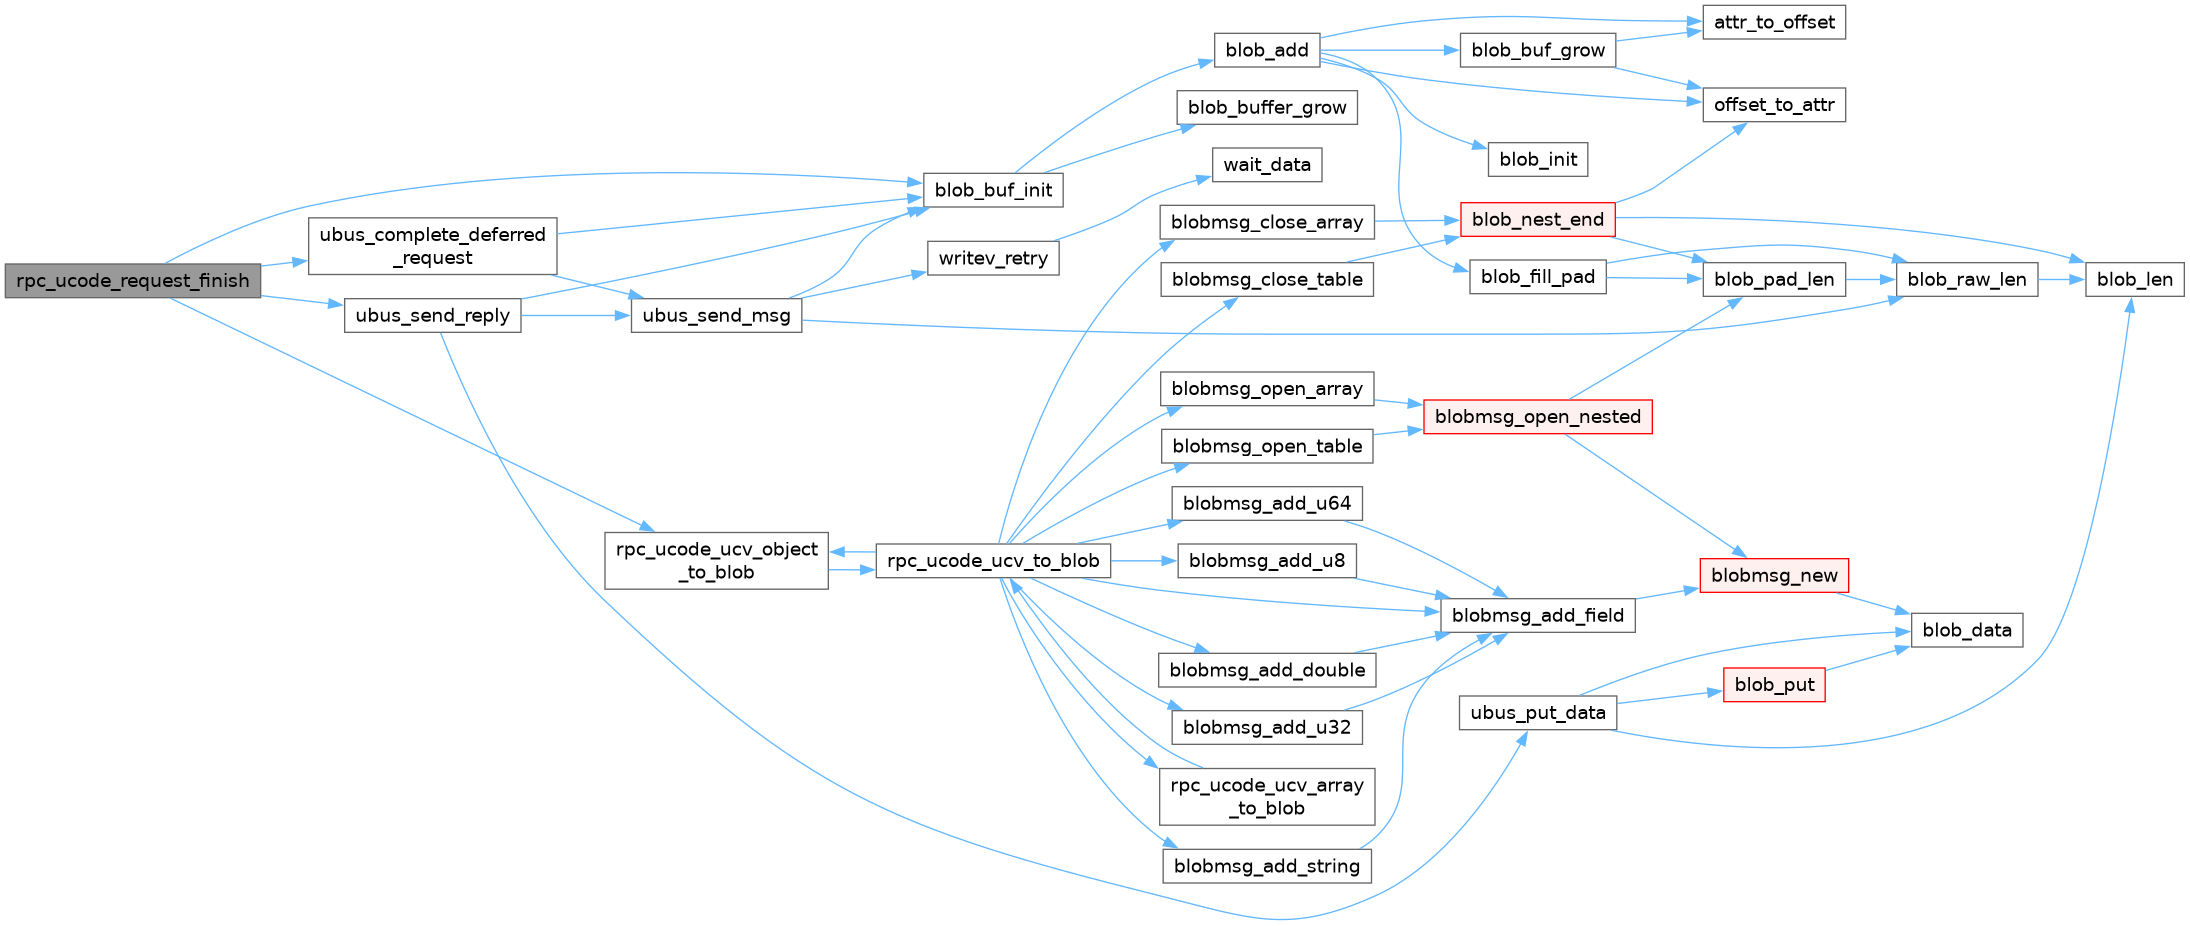 rpc_ucode_request_finish
ubus_complete_deferred
_request
ubus_send_reply
rpc_ucode_ucv_object
_to_blob
ubus_send_msg
blob_buf_init
writev_retry
rpc_ucode_ucv_to_blob
blob_add
blob_buffer_grow
wait_data
blobmsg_close_array
blobmsg_close_table
blobmsg_open_array
blobmsg_open_table
blobmsg_add_u64
blobmsg_add_u8
blobmsg_add_double
blobmsg_add_u32
rpc_ucode_ucv_array
_to_blob
blobmsg_add_string
blob_buf_grow
blob_init
blob_nest_end
blob_fill_pad
blobmsg_open_nested
blobmsg_add_field
ubus_put_data
attr_to_offset
offset_to_attr
blob_pad_len
blobmsg_new
blob_put
blob_raw_len
blob_data
blob_len